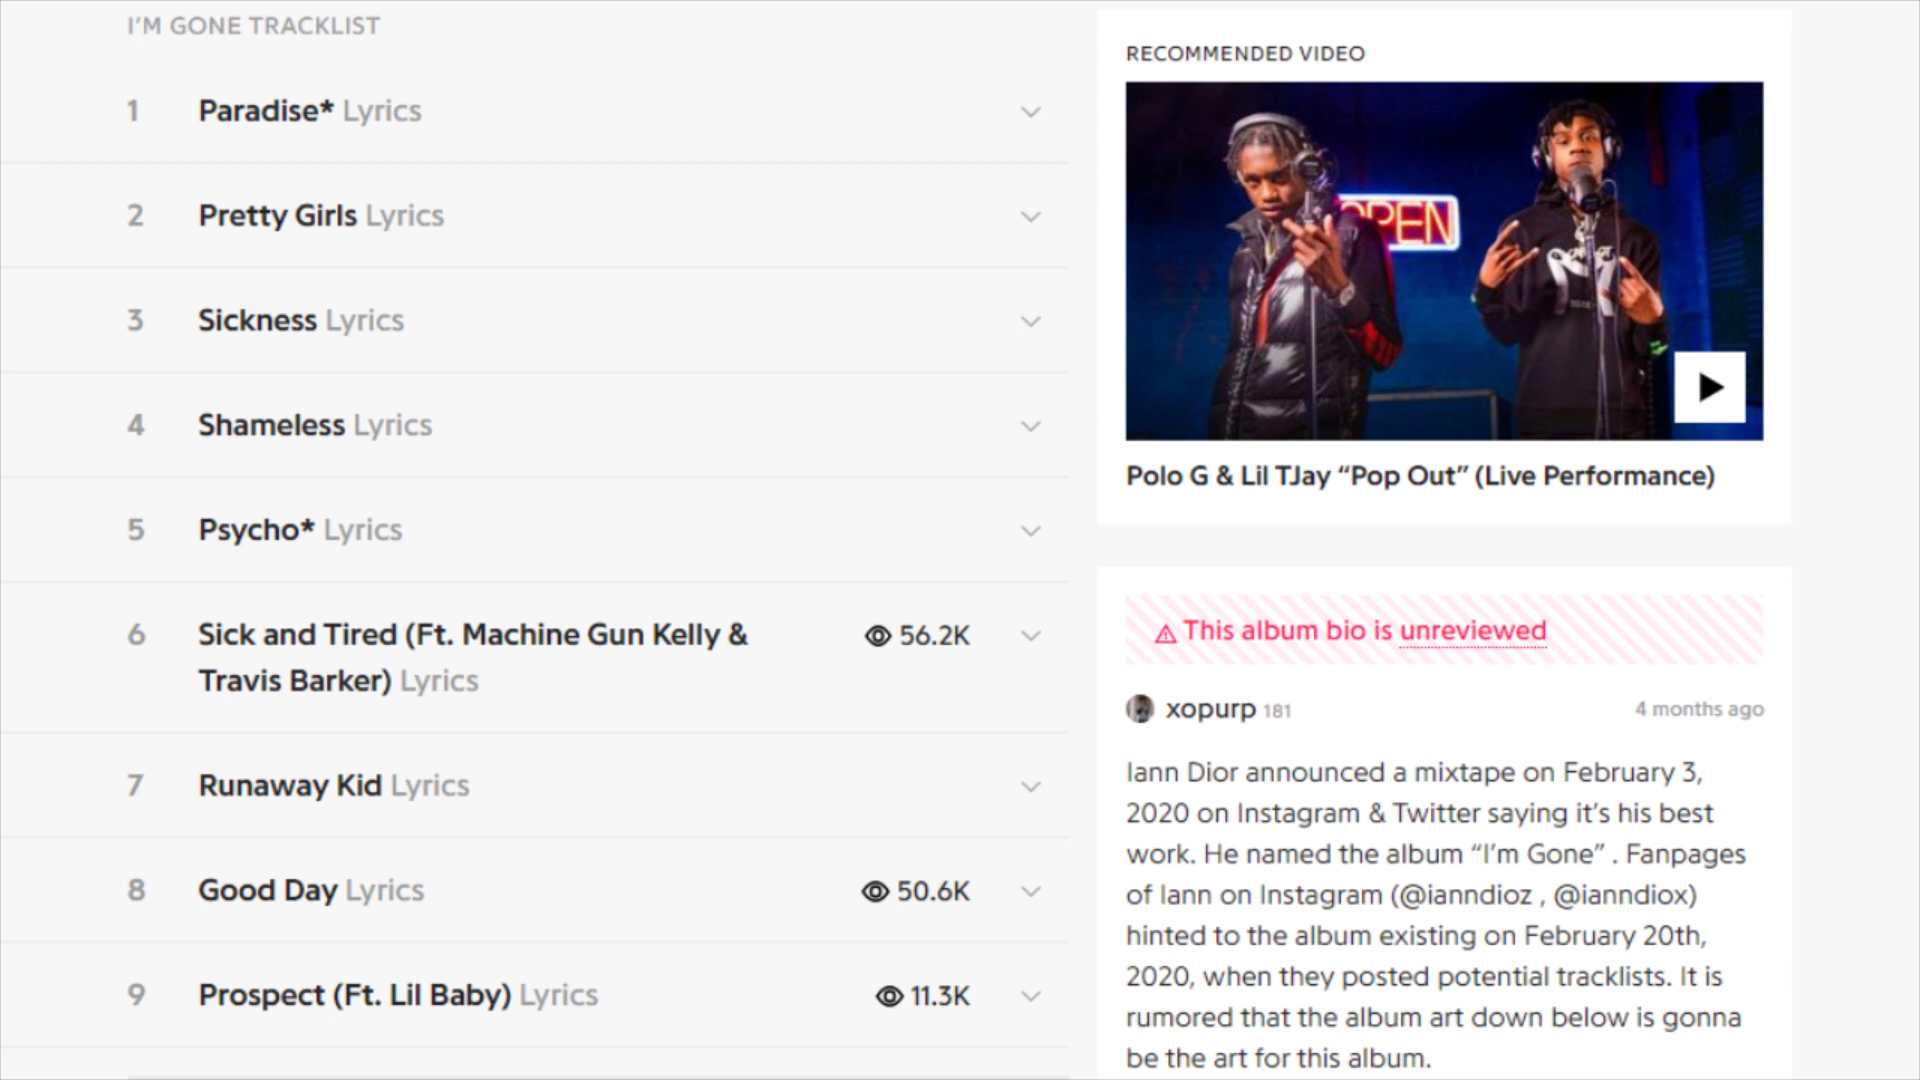 I'M GONE TRACKLIST
1 Paradise* Lyrics
2 Pretty Girls Lyrics
3 Sickness Lyrics
4 Shameless Lyrics
5 Psycho* Lyrics
6 Sick and Tired (Ft. Machine Gun Kelly & 56.2K
Travis Barker) Lyrics
7 Runaway Kid Lyrics
8 Good Day Lyrics 50.6K
9 Prospect (Ft. Lil Baby) Lyrics 11.3K
RECOMMENDED VIDEO
OPEN
Polo G & Lil TJay “Pop Out” (Live Performance)
This album bio is unreviewed
xopurp 181 4 months ago
Iann Dior announced a mixtape on February 3,
2020 on Instagram & Twitter saying it’s his best
work. He named the album “I’m Gone” . Fanpages
of Iann on Instagram (@ianndioz , @ianndiox)
hinted to the album existing on February 20th,
2020, when they posted potential tracklists. It is
rumored that the album art down below is gonna
be the art for this album.